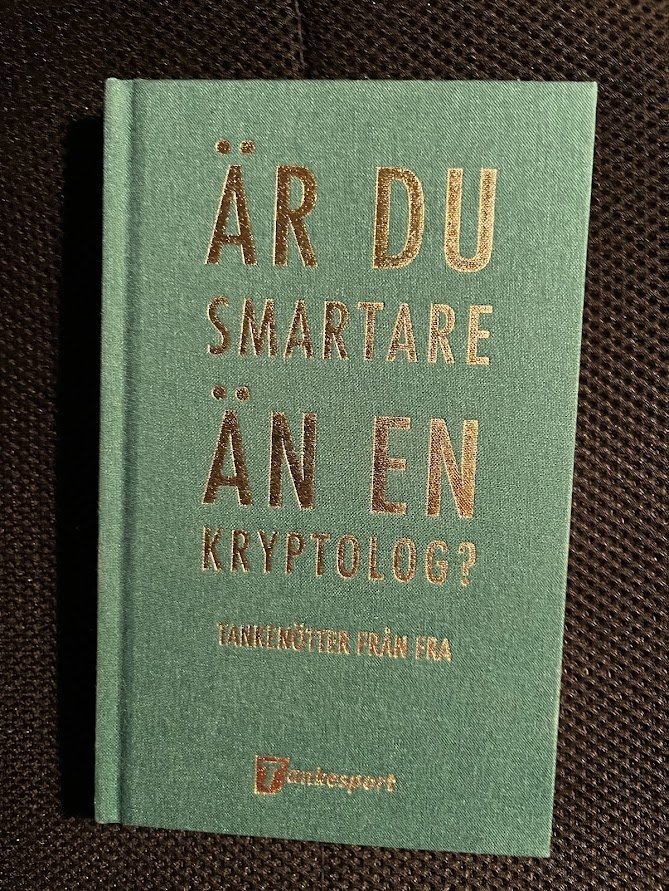 ÄR DU
SMARTARE
ÄN EN
KRYPTOLOG?
TANKENÖTTER FRÅN FRA
Tankesport